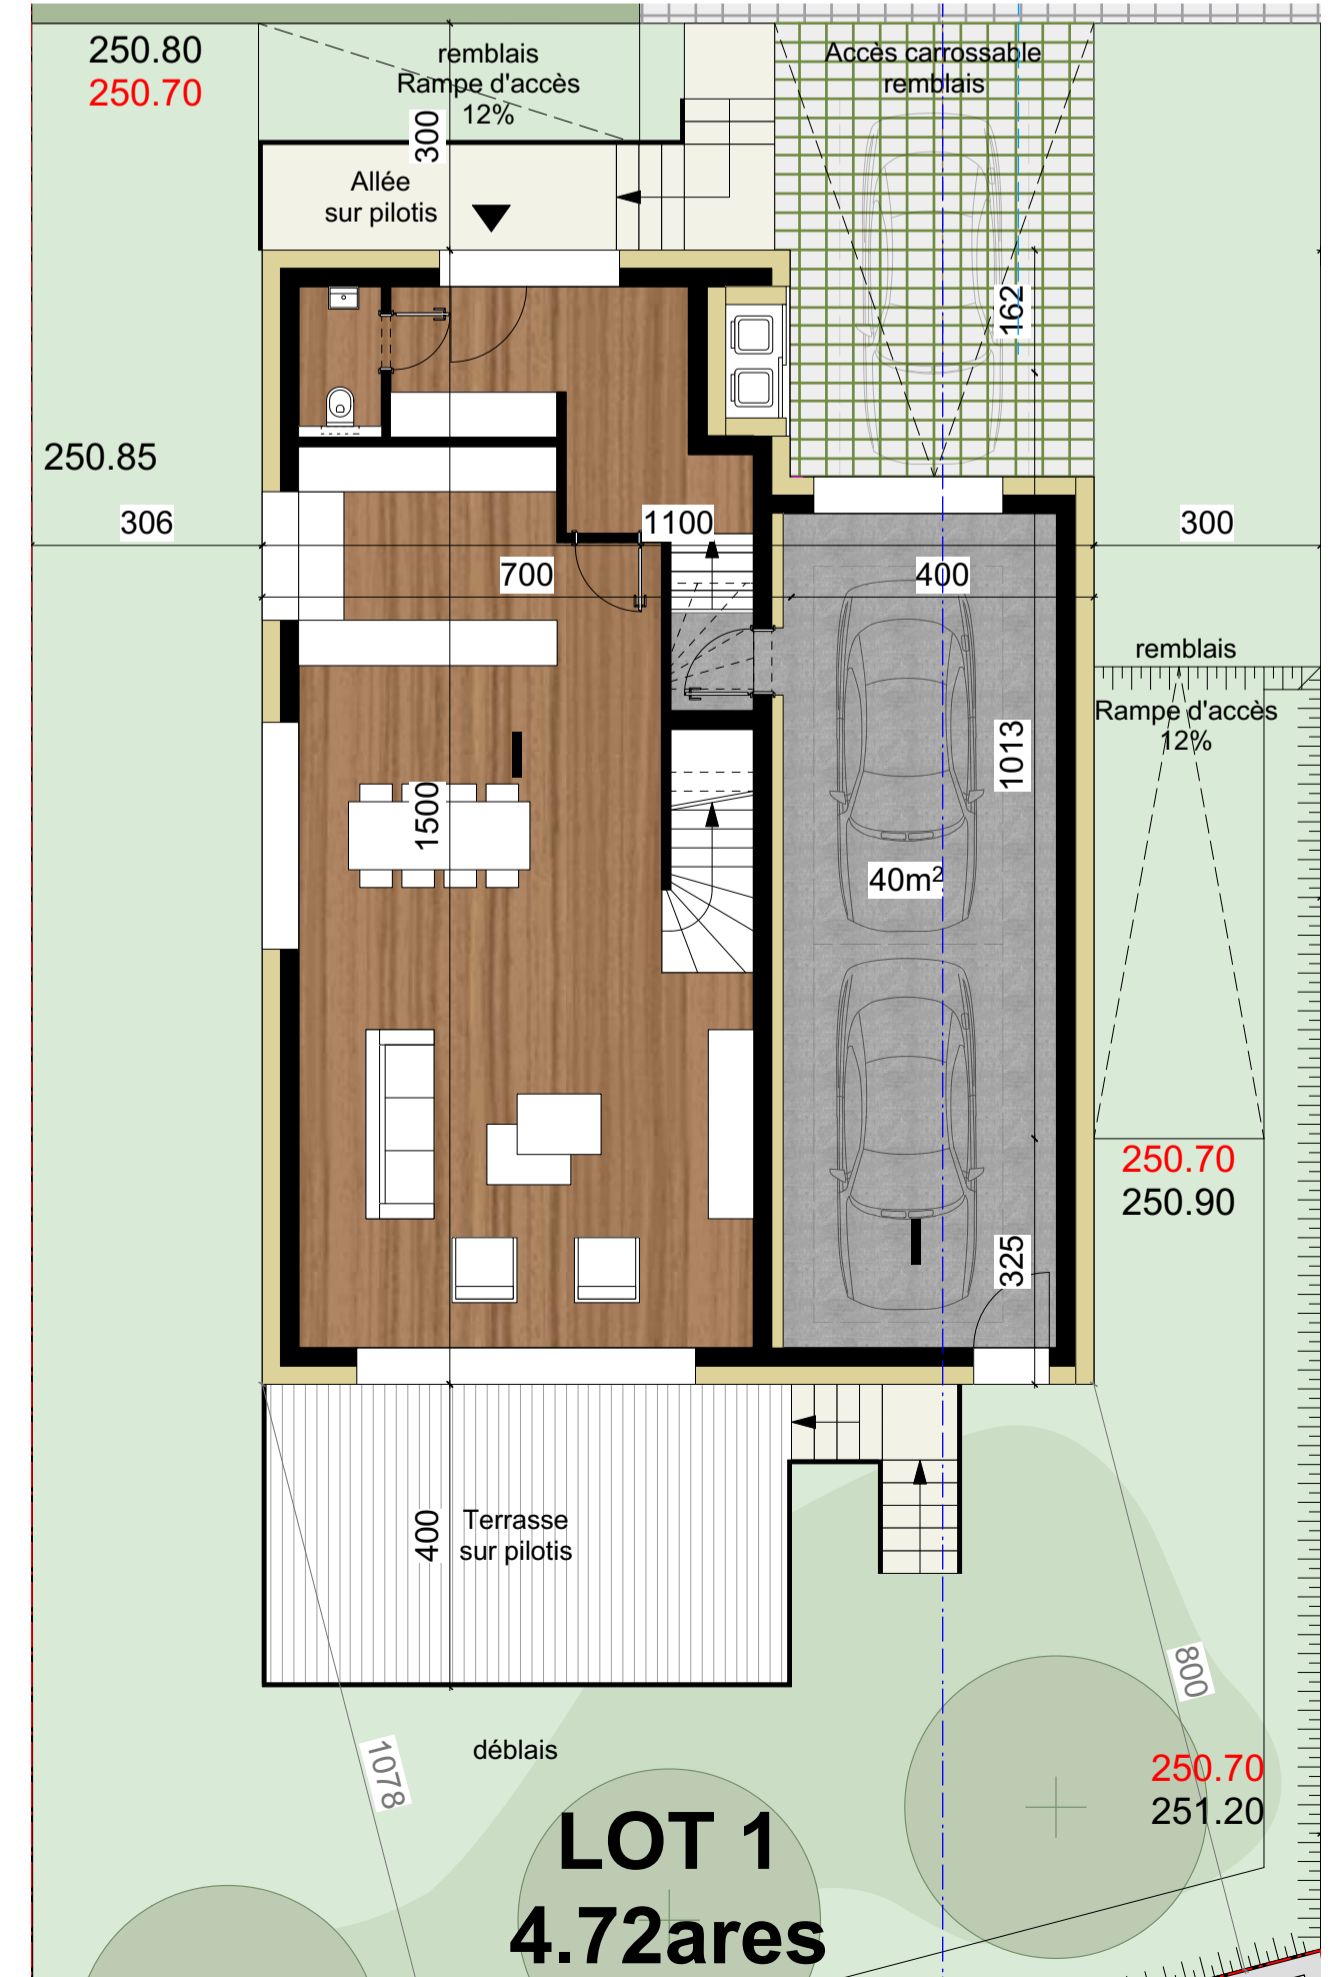 250.80
250.70
remblais
Rampe d'accès
12%
Accès carrossable
remblais
300
Allée
sur pilotis
162
250.85
306
1100
300
700
400
remblais
Rampe d'accès
12%
1013
1500
40m²
250.70
250.90
325
400
Terrasse
sur pilotis
800
1078
déblais
250.70
251.20
LOT 1
4.72ares